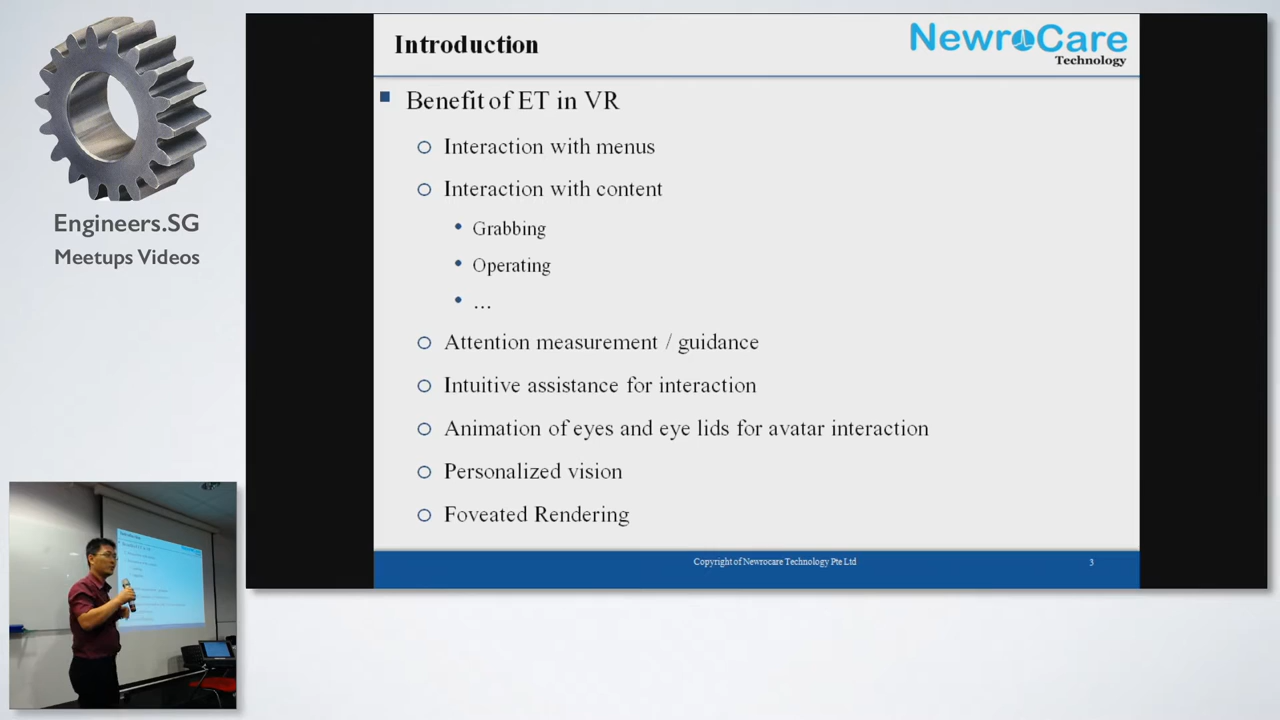 Introduction
NewroCare
Technology
Benefit of ET in VR
Interaction with menus
Interaction with content
Grabbing
Operating
...
Attention measurement / guidance
Intuitive assistance for interaction
Animation of eyes and eye lids for avatar interaction
Personalized vision
Foveated Rendering
Copyright of Newrocare Technology Pte Ltd
3
Engineers.SG
Meetups Videos
Introduction